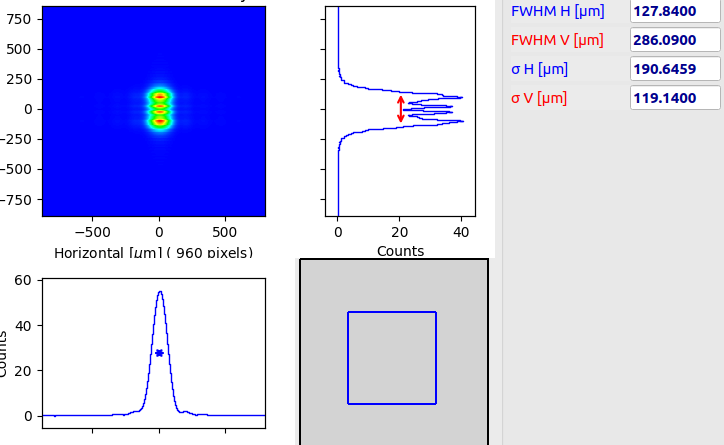 FWHM H [µm] 127.8400
FWHM V [µm] 286.0900
σ H [µm] 190.6459
σ V [µm] 119.1400
750
500
250
0
−250
−500
−750
−500 0 500
Horizontal [µm] ( 960 pixels)
0 20 40
Counts
60
40
20
0
Counts